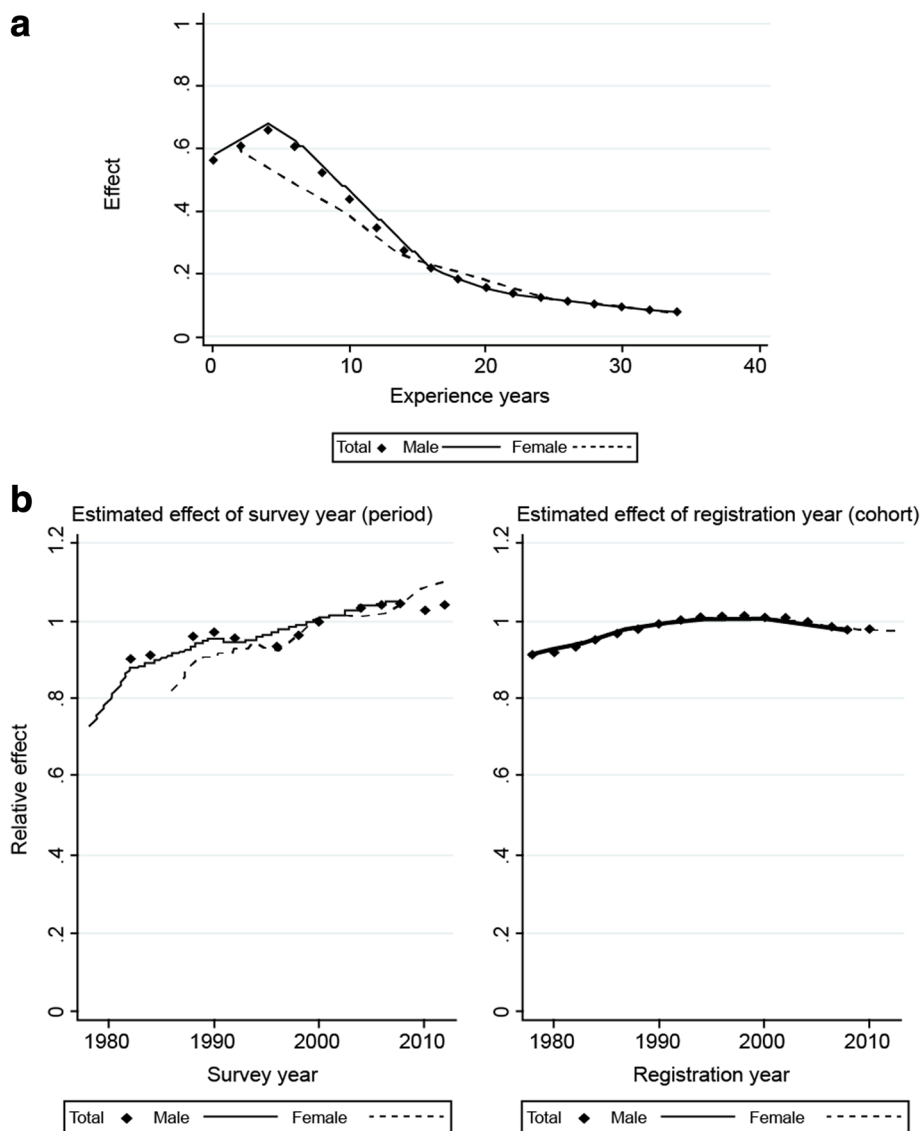 a
Effect
1
.8
.6
.4
.2
0
0 10 20 30 40
Experience years
Total Male Female
b
Estimated effect of survey year (period)
Relative effect
1.2
1
.8
.6
.4
.2
0
1980 1990 2000 2010
Survey year
Total Male Female
Estimated effect of registration year (cohort)
1.2
1
.8
.6
.4
.2
0
1980 1990 2000 2010
Registration year
Total Male Female